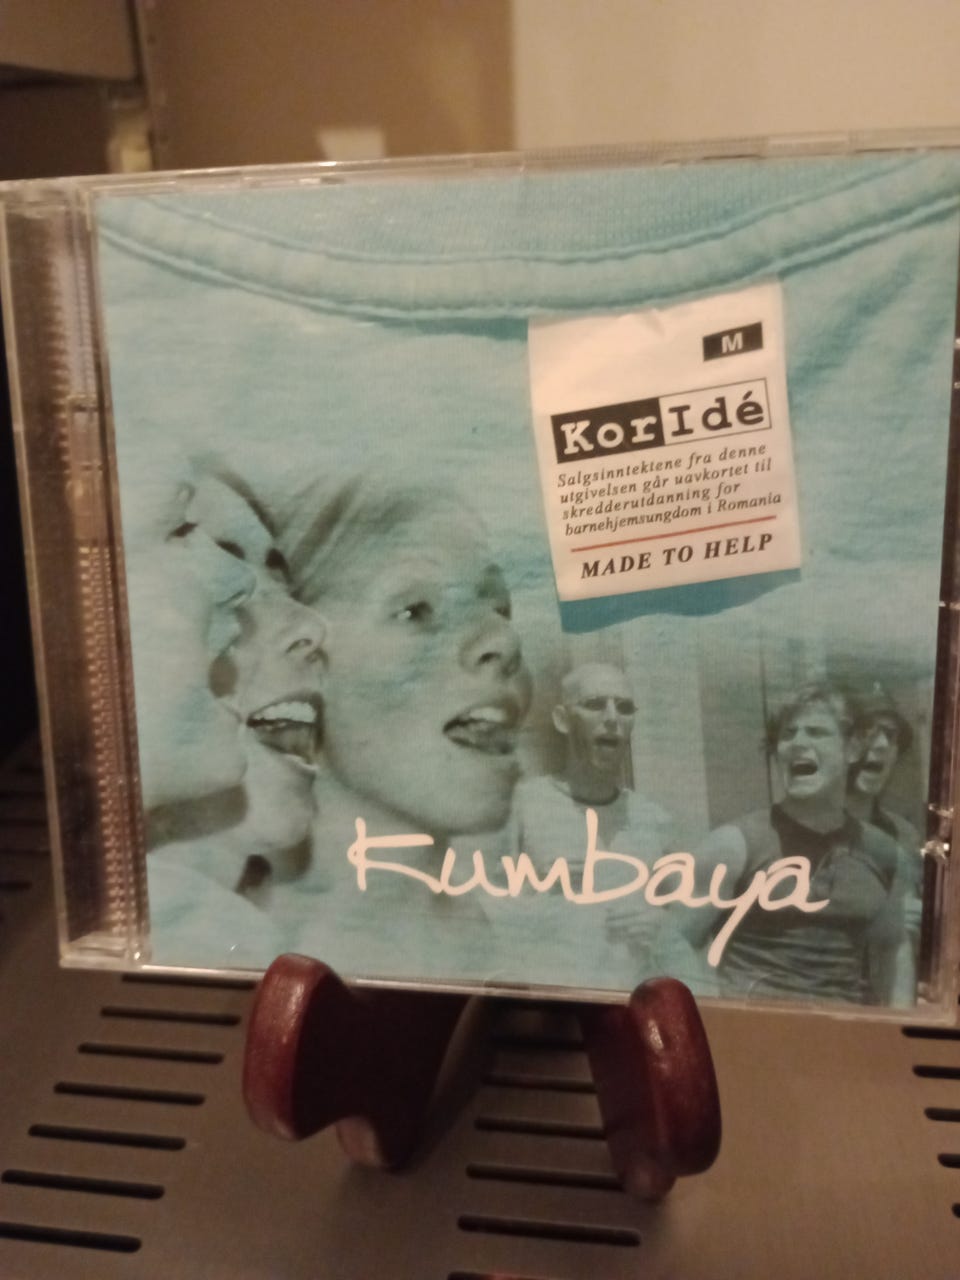 M
KorIdé
Salgsinntektene fra denne
utgivelsen går uavkortet til
skredderutdanning for
barnehjemsungdom i Romania
MADE TO HELP
Kumbaya